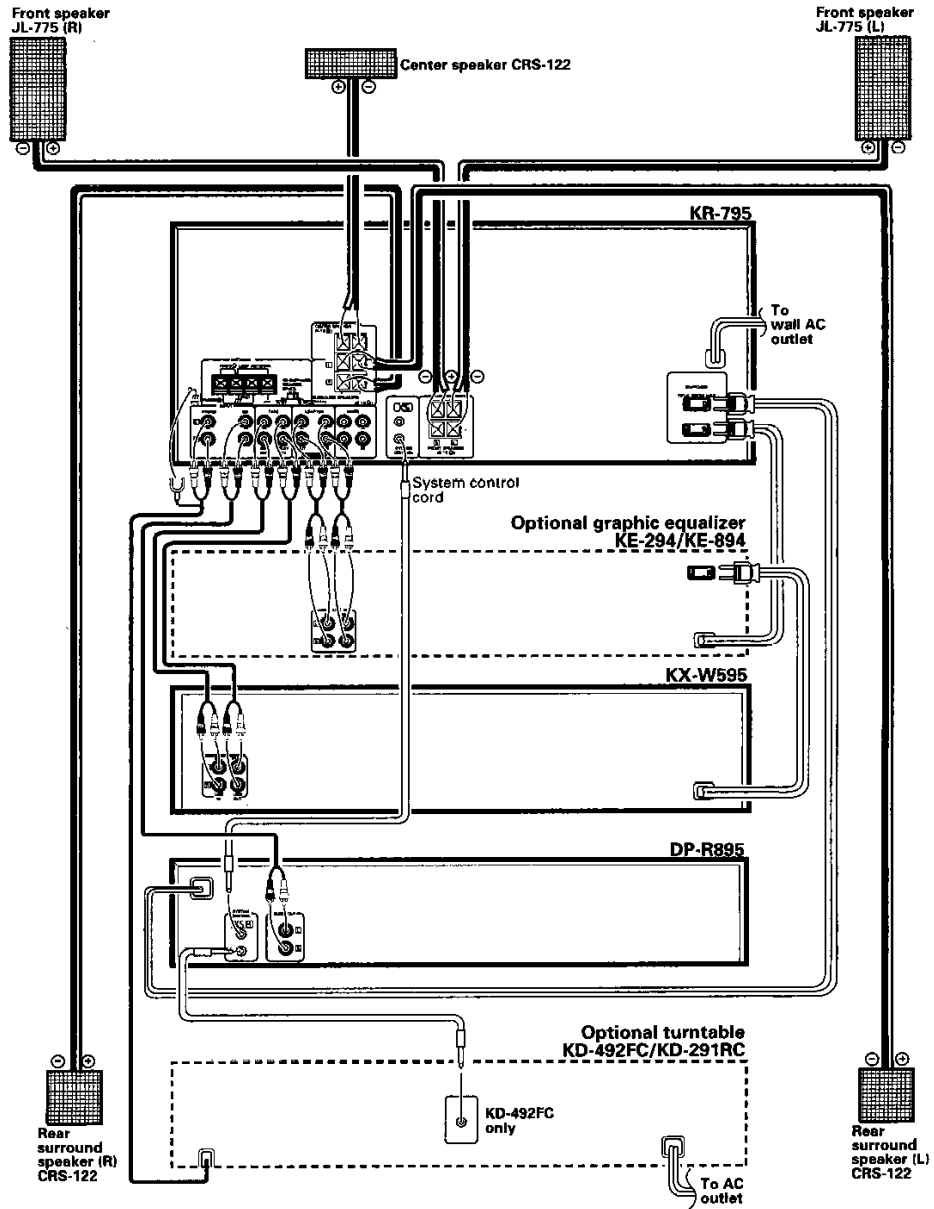 Front speaker
JL-775 (R)
Front speaker
JL-775 (L)
Center speaker CRS-122
KR-795
To
wall AC
outlet
System control
cord
Optional graphic equalizer
KE-294/KE-894
KX-W595
DP-R895
Optional turntable
KD-492FC/KD-291RC
KD-492FC
only
Rear
surround
speaker (R)
CRS-122
Rear
surround
speaker (L)
CRS-122
To AC
outlet